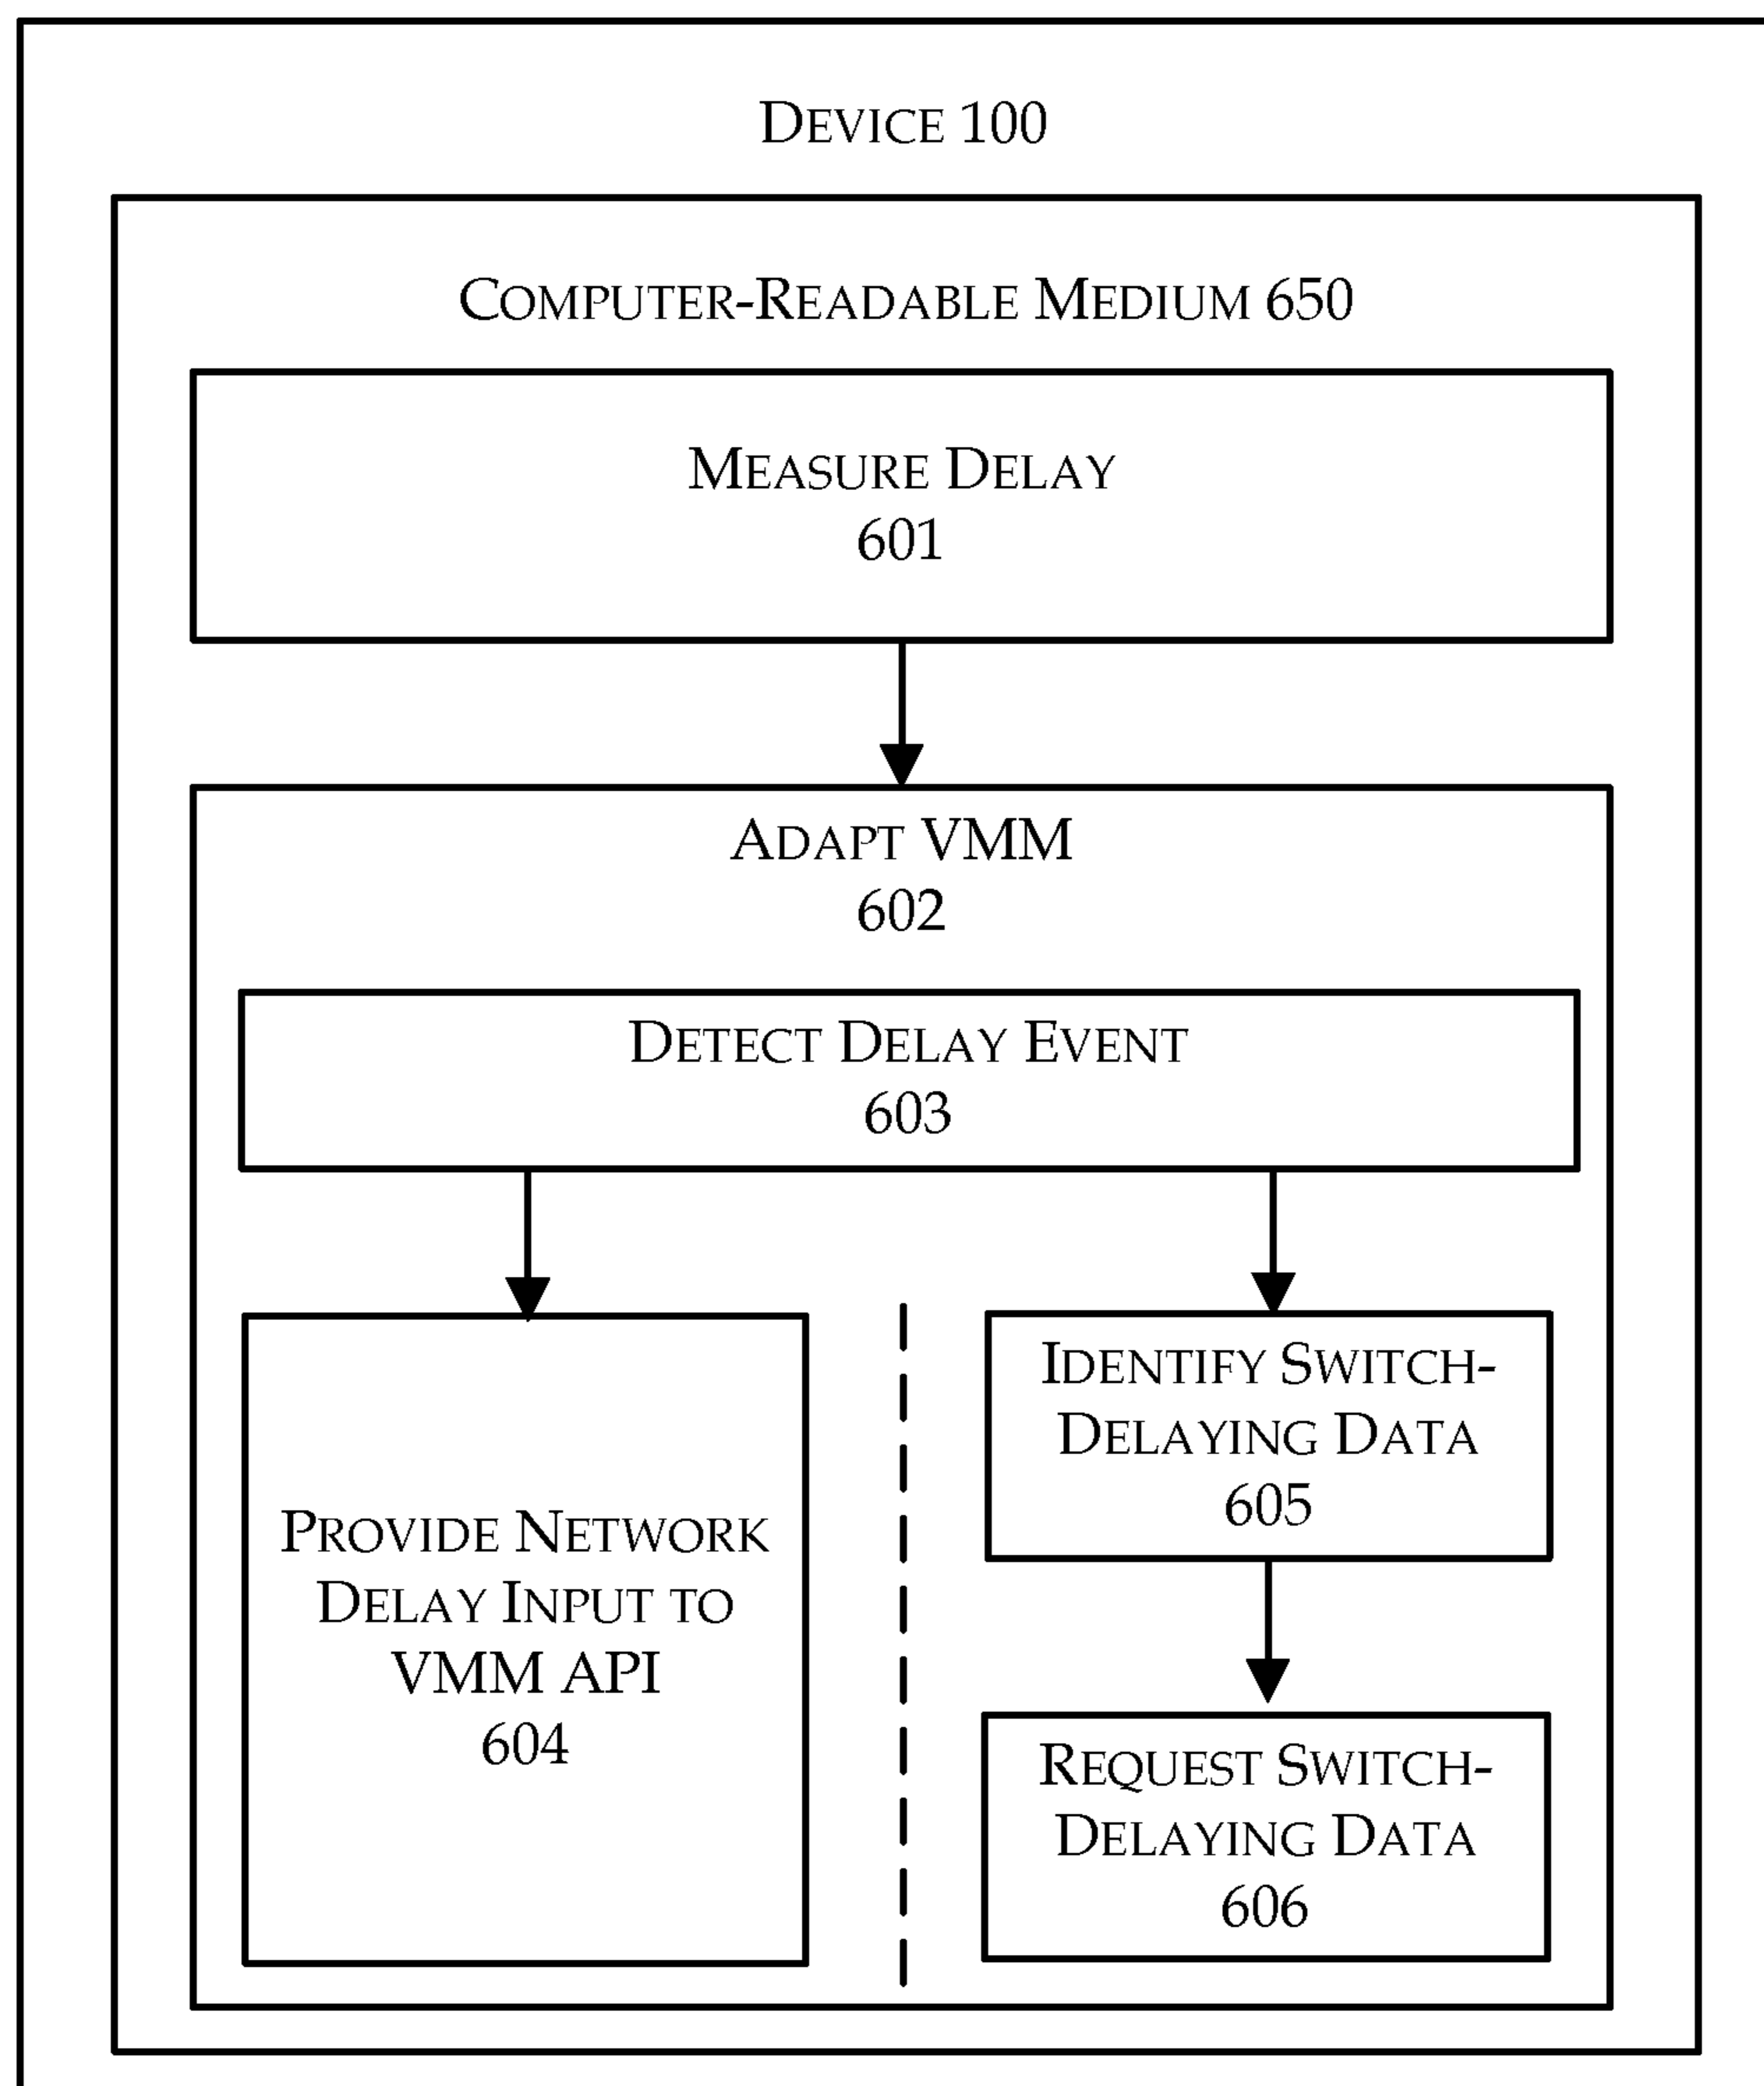 DEVICE 100
COMPUTER-READABLE MEDIUM 650
MEASURE DELAY
601
ADAPT VMM
602
DETECT DELAY EVENT
603
PROVIDE NETWORK
DELAY INPUT TO
VMM API
604
IDENTIFY SWITCH-
DELAYING DATA
605
REQUEST SWITCH-
DELAYING DATA
606